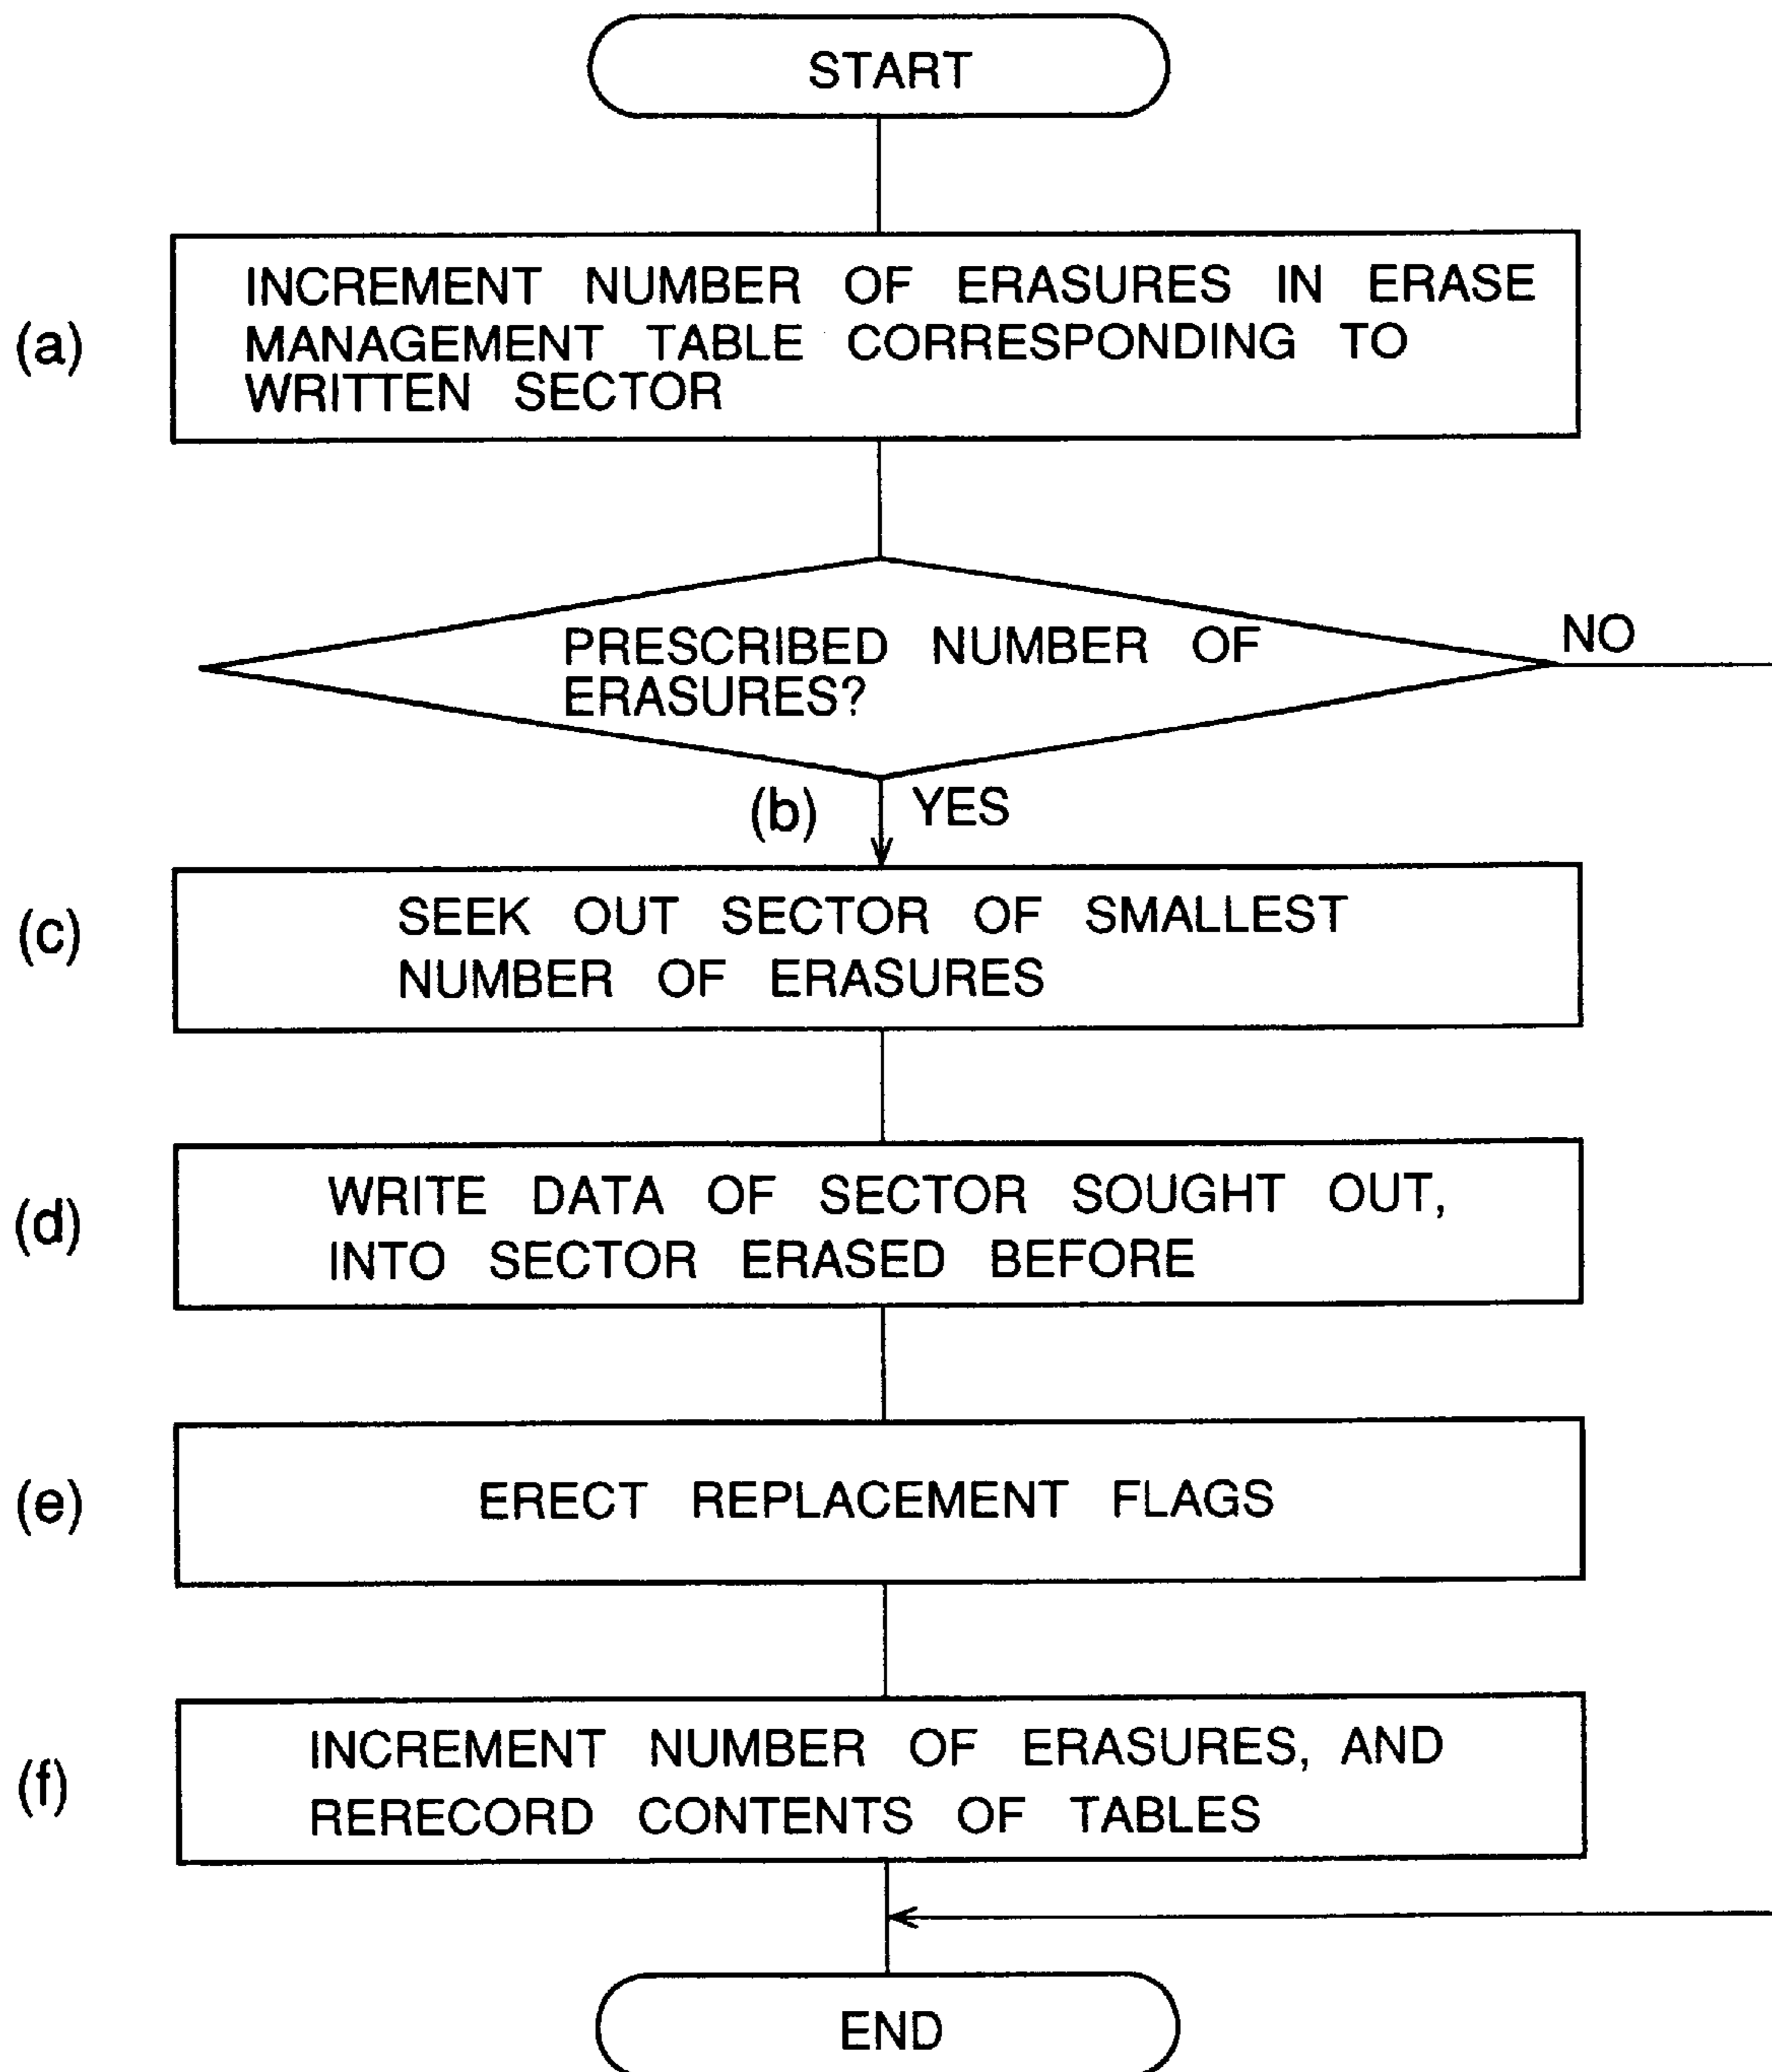 START
(a)
INCREMENT NUMBER OF ERASURES IN ERASE
MANAGEMENT TABLE CORRESPONDING TO
WRITTEN SECTOR
PRESCRIBED NUMBER OF
ERASURES?
NO
(b)
YES
(c)
SEEK OUT SECTOR OF SMALLEST
NUMBER OF ERASURES
(d)
WRITE DATA OF SECTOR SOUGHT OUT,
INTO SECTOR ERASED BEFORE
(e)
ERECT REPLACEMENT FLAGS
(f)
INCREMENT NUMBER OF ERASURES, AND
RERECORD CONTENTS OF TABLES
END